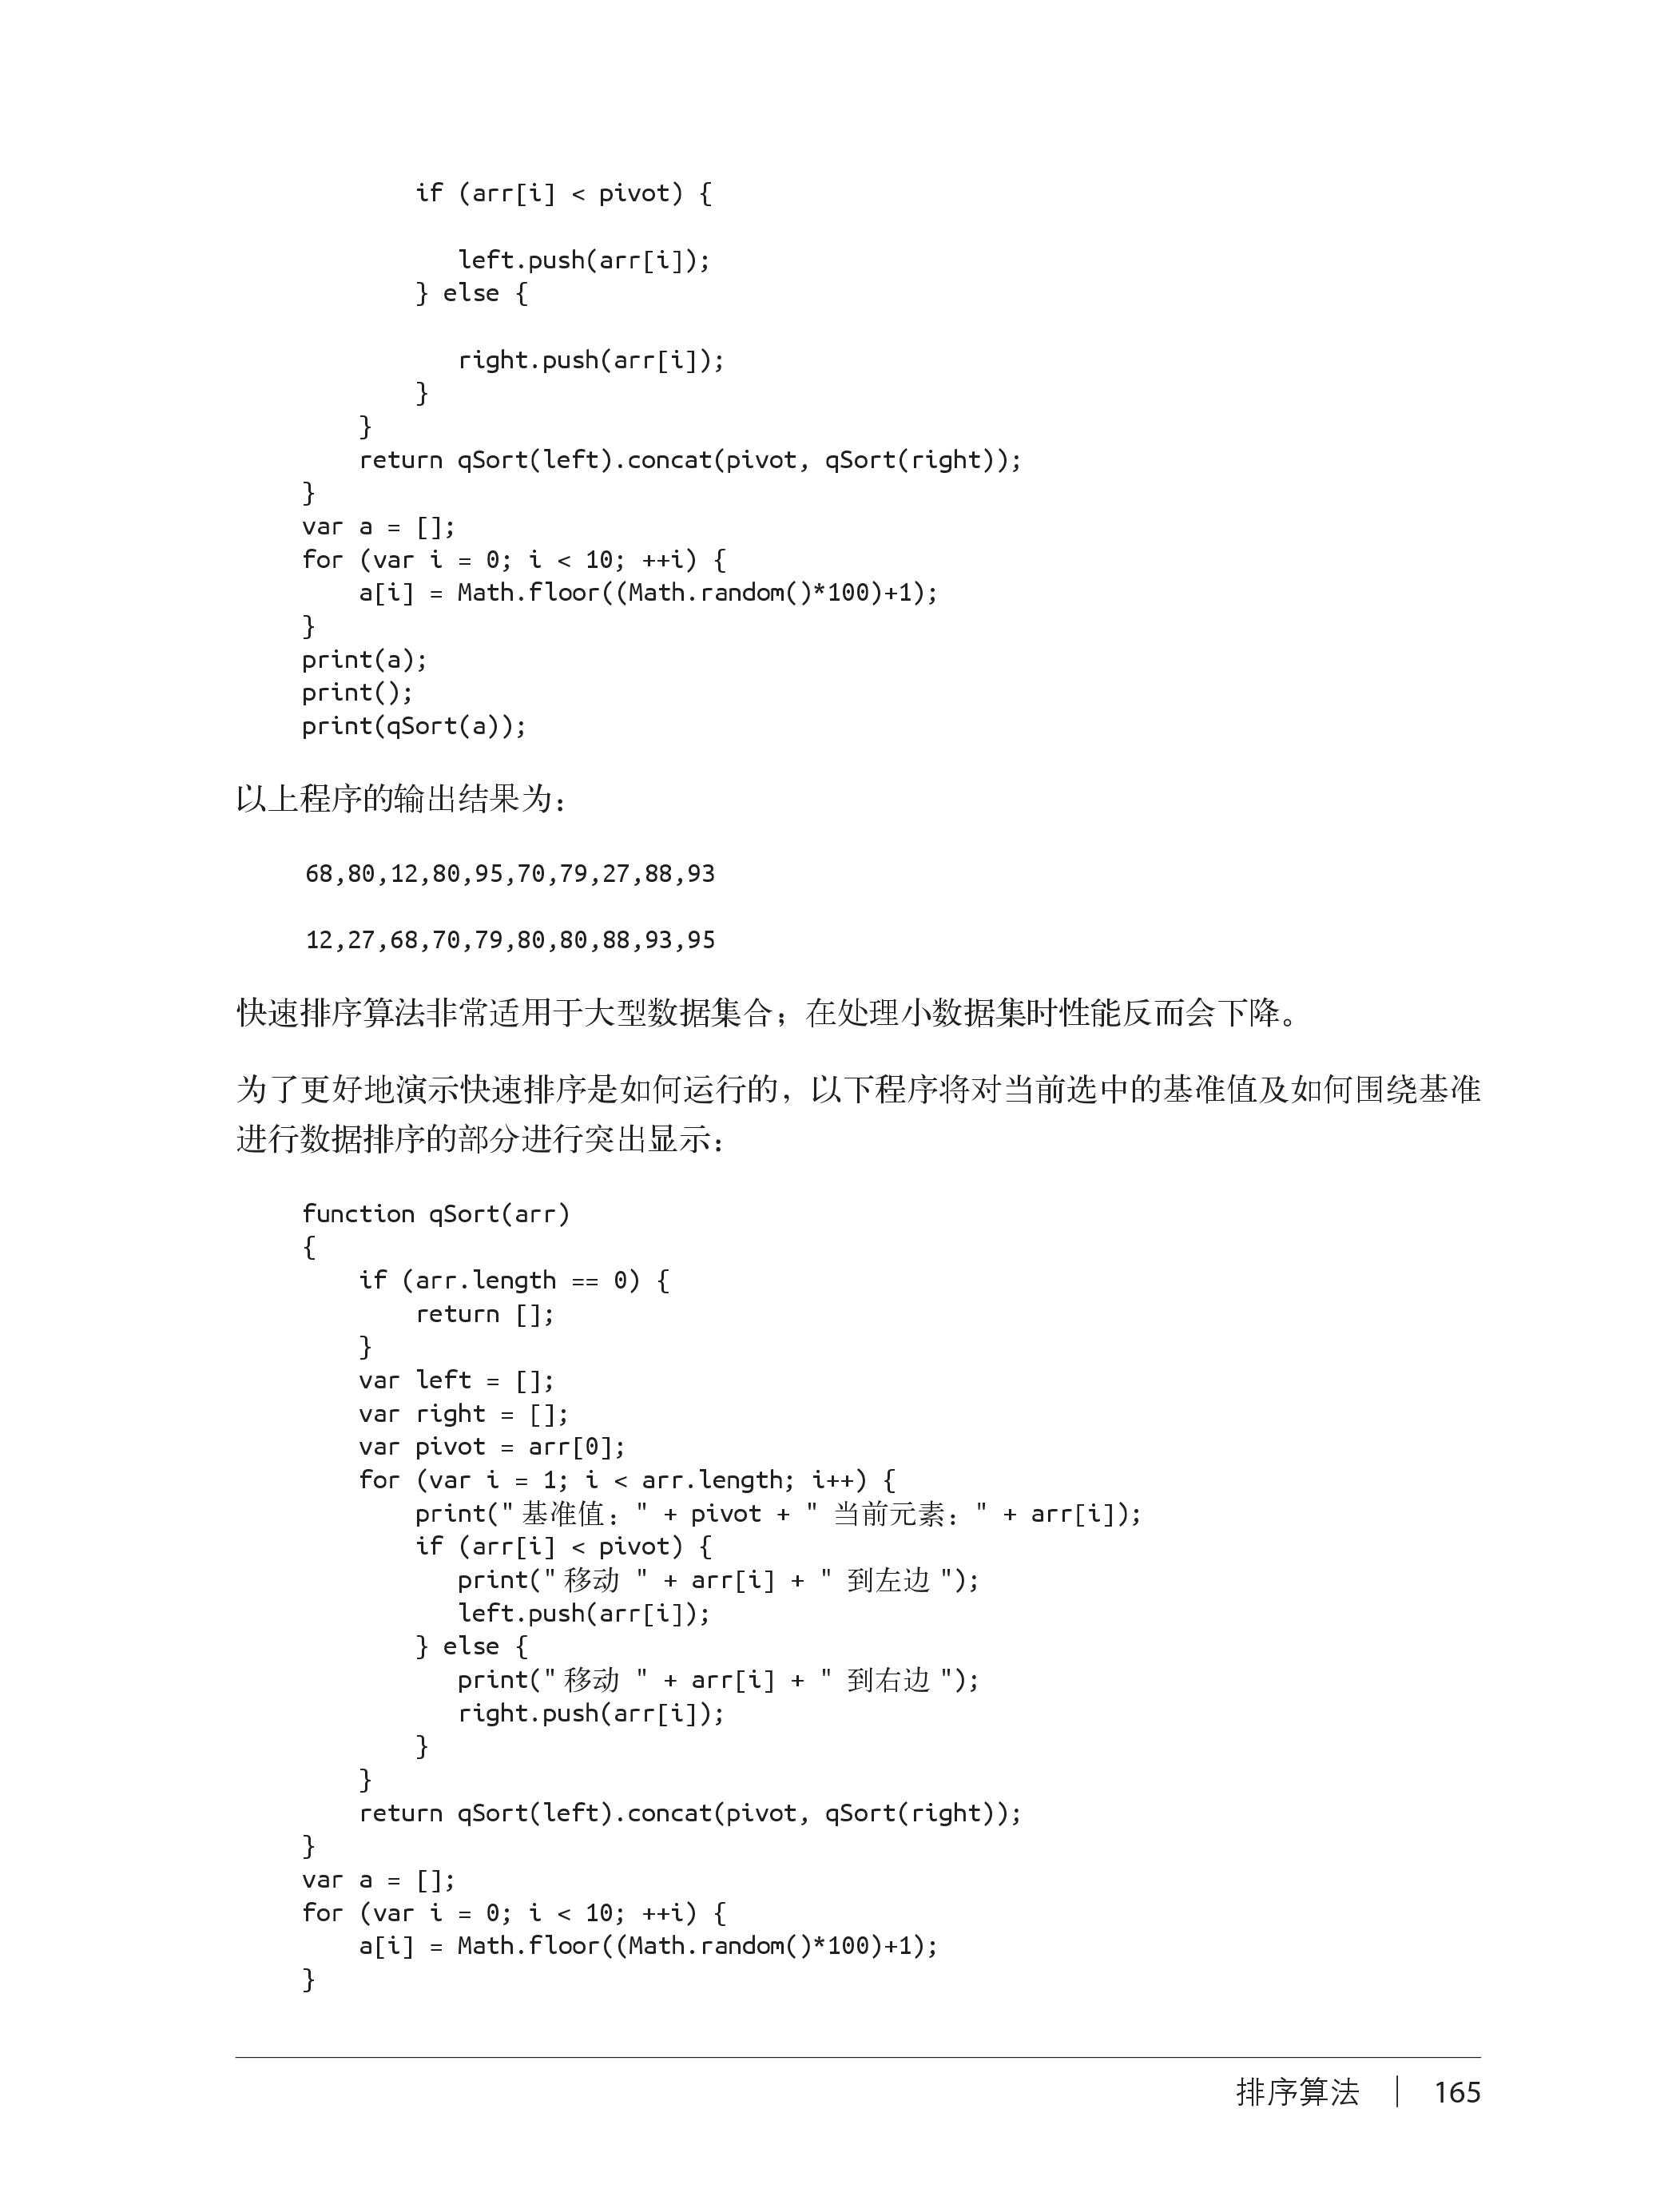 if (arr[i] < pivot) {
           left.push(arr[i]);
        } else {
           right.push(arr[i]);
        }
    }
    return qSort(left).concat(pivot, qSort(right));
}
var a = [];
for (var i = 0; i < 10; ++i) {
    a[i] = Math.floor((Math.random()*100)+1);
}
print(a);
print();
print(qSort(a));
以上程序的输出结果为：
68,80,12,80,95,70,79,27,88,93
12,27,68,70,79,80,80,88,93,95
快速排序算法非常适用于大型数据集合；在处理小数据集时性能反而会下降。
为了更好地演示快速排序是如何运行的，以下程序将对当前选中的基准值及如何围绕基准
进行数据排序的部分进行突出显示：
function qSort(arr)
{
    if (arr.length == 0) {
        return [];
    }
    var left = [];
    var right = [];
    var pivot = arr[0];
    for (var i = 1; i < arr.length; i++) {
        print(" 基准值：" + pivot + " 当前元素：" + arr[i]);
        if (arr[i] < pivot) {
           print(" 移动 " + arr[i] + " 到左边 ");
           left.push(arr[i]);
        } else {
           print(" 移动 " + arr[i] + " 到右边 ");
           right.push(arr[i]);
        }
    }
    return qSort(left).concat(pivot, qSort(right));
}
var a = [];
for (var i = 0; i < 10; ++i) {
    a[i] = Math.floor((Math.random()*100)+1);
}
排序算法 | 165